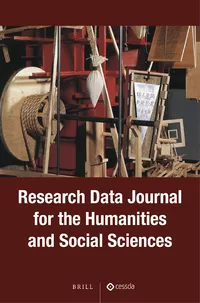 Research Data Journal
for the Humanities
and Social Sciences
BRILL
cessda